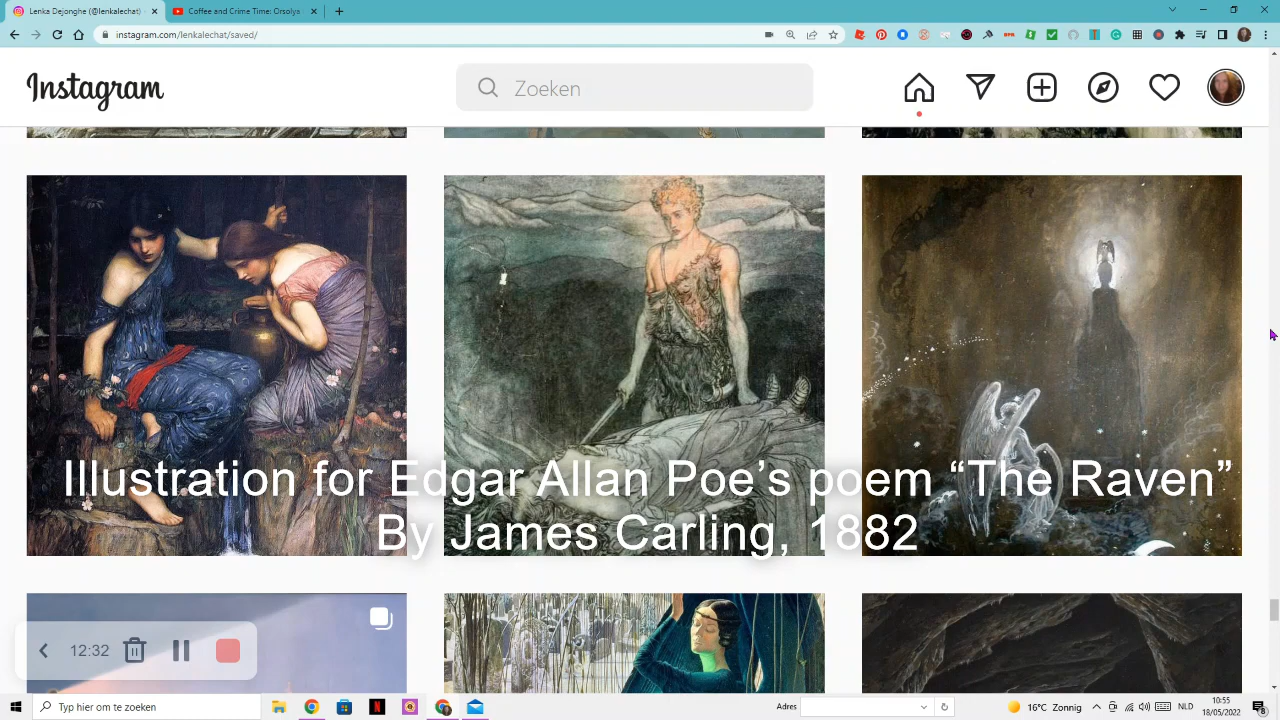 Lenka Dejonghe (@lenkalechat) •
Coffee and Crime Time: Orsolya
instagram.com/lenkalechat/saved/
Instagram
Zoeken
Illustration for Edgar Allan Poe’s poem “The Raven”
By James Carling, 1882
12:32
Typ hier om te zoeken
Adres
16°C Zonnig
NLD
10:55
18/05/2022
8